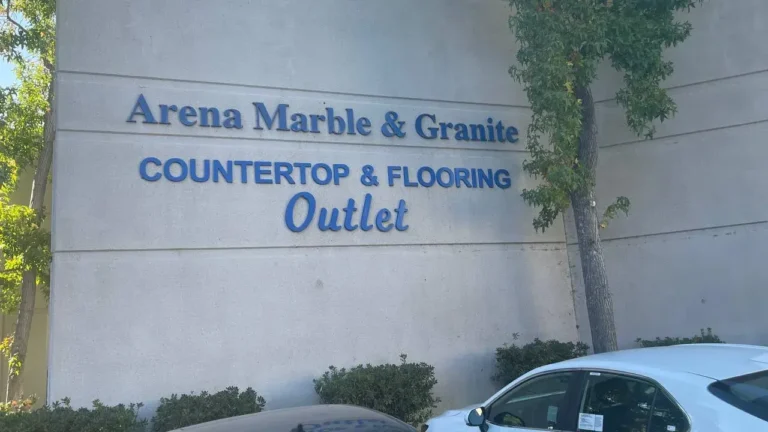 Arena Marble & Granite
COUNTERTOP & FLOORING
Outlet